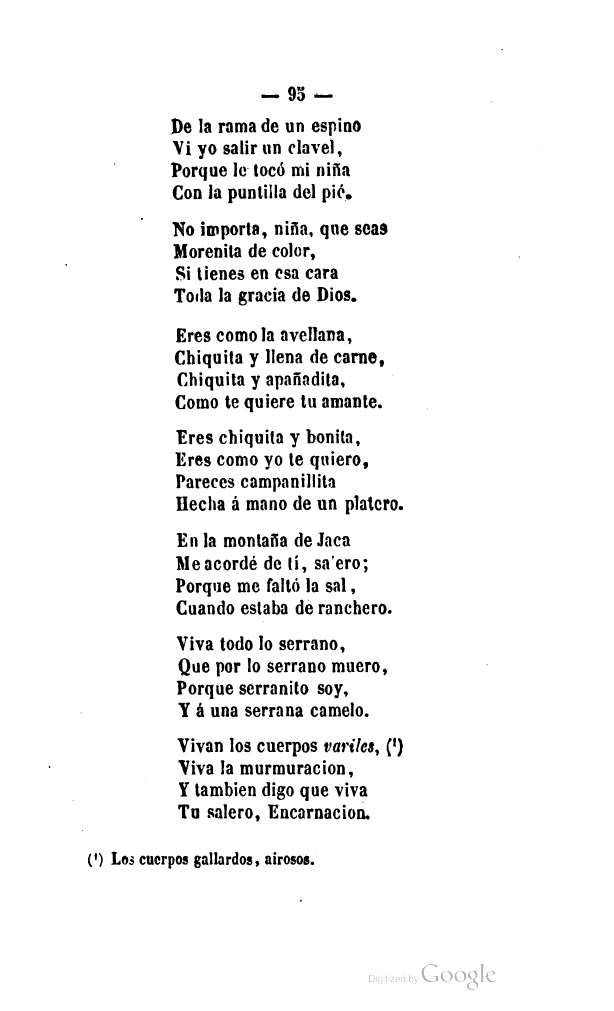 — 95 —
De la rama de un espino
Vi yo salir un clavel,
Porque le tocó mi niña
Con la puntilla del pié.
No importa, niña, que seas
Morenita de color,
Si tienes en esa cara
Toda la gracia de Dios.
Eres como la avellana,
Chiquita y llena de carne,
Chiquita y apañadita,
Como te quiere tu amante.
Eres chiquita y bonita,
Eres como yo te quiero,
Pareces campanillita
Hecha á mano de un platero.
En la montaña de Jaca
Me acordé de tí, sa'ero;
Porque me faltó la sal,
Cuando estaba de ranchero.
Viva todo lo serrano,
Que por lo serrano muero,
Porque serranito soy,
Y á una serrana camelo.
Vivan los cuerpos variles, (¹)
Viva la murmuracion,
Y tambien digo que viva
Tu salero, Encarnacion.
(¹) Los cuerpos gallardos, airosos.
Digitized by Google